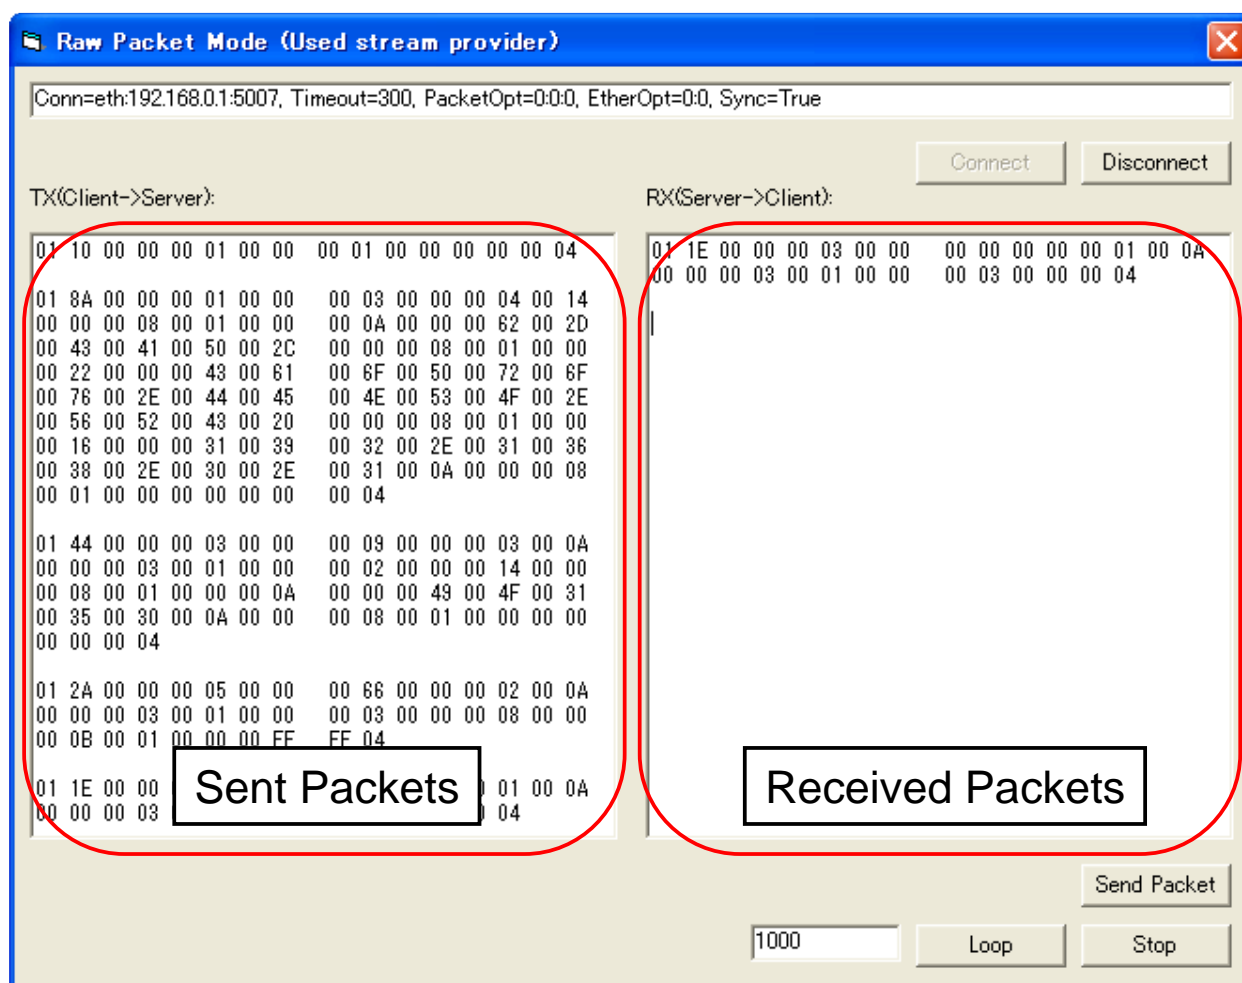 Raw Packet Mode (Used stream provider)
Conn=eth:192.168.0.1:5007, Timeout=300, PacketOpt=0:0:0, EtherOpt=0:0, Sync=True
Connect Disconnect
TX(Client->Server): RX(Server->Client):
01 10 00 00 00 01 00 00 00 01 00 00 00 00 00 04
01 8A 00 00 00 01 00 00 00 03 00 00 00 04 00 14
00 00 00 08 00 01 00 00 00 0A 00 00 00 62 00 2D
00 43 00 41 00 50 00 2C 00 00 00 08 00 01 00 00
00 22 00 00 00 43 00 61 00 6F 00 50 00 72 00 6F
00 76 00 2E 00 44 00 45 00 4E 00 53 00 4F 00 2E
00 56 00 52 00 43 00 20 00 00 00 08 00 01 00 00
00 16 00 00 00 31 00 39 00 32 00 2E 00 31 00 36
00 38 00 2E 00 30 00 2E 00 31 00 0A 00 00 00 08
00 01 00 00 00 00 00 00 00 04
01 44 00 00 00 03 00 00 00 09 00 00 00 03 00 0A
00 00 00 03 00 01 00 00 00 02 00 00 00 14 00 00
00 08 00 01 00 00 00 0A 00 00 00 49 00 4F 00 31
00 35 00 30 00 0A 00 00 00 08 00 01 00 00 00 00
00 00 00 04
01 2A 00 00 00 05 00 00 00 66 00 00 00 02 00 0A
00 00 00 03 00 01 00 00 00 03 00 00 00 08 00 00
00 0B 00 01 00 00 00 FF FF 04
01 1E 00 00 01 00 0A
00 00 00 03 04
Sent Packets
01 1E 00 00 00 03 00 00 00 00 00 00 00 01 00 0A
00 00 00 03 00 01 00 00 00 03 00 00 00 04
Received Packets
Send Packet
1000 Loop Stop